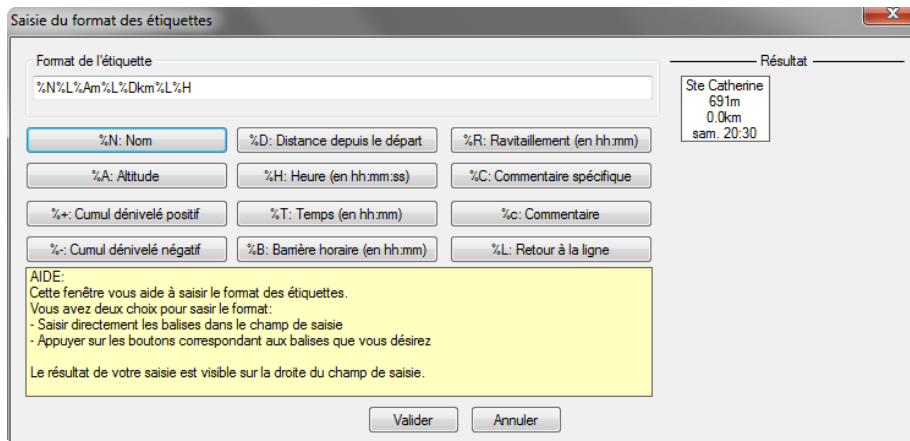 Saisie du format des étiquettes
Format de l'étiquette
%N%L%Am%L%Dkm%L%H
Résultat
Ste Catherine
691m
0.0km
sam. 20:30
%N: Nom
%D: Distance depuis le départ
%R: Ravitaillement (en hh:mm)
%A: Altitude
%H: Heure (en hh:mm:ss)
%C: Commentaire spécifique
%+: Cumul dénivelé positif
%T: Temps (en hh:mm)
%c: Commentaire
%-: Cumul dénivelé négatif
%B: Barrière horaire (en hh:mm)
%L: Retour à la ligne
AIDE:
Cette fenêtre vous aide à saisir le format des étiquettes.
Vous avez deux choix pour sasir le format:
- Saisir directement les balises dans le champ de saisie
- Appuyer sur les boutons correspondant aux balises que vous désirez
Le résultat de votre saisie est visible sur la droite du champ de saisie.
Valider
Annuler